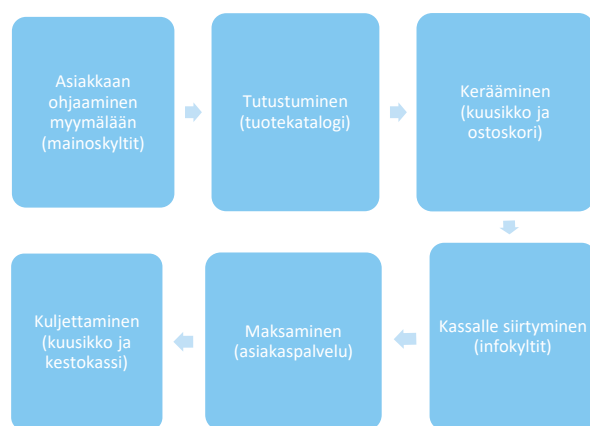 Asiakkaan
ohjaaminen
myymälään
(mainoskyltit)
Tutustuminen
(tuotekatalogi)
Kerääminen
(kuusikko ja
ostoskori)
Kassalle siirtyminen
(infokyltit)
Maksaminen
(asiakaspalvelu)
Kuljettaminen
(kuusikko ja
kestokassi)